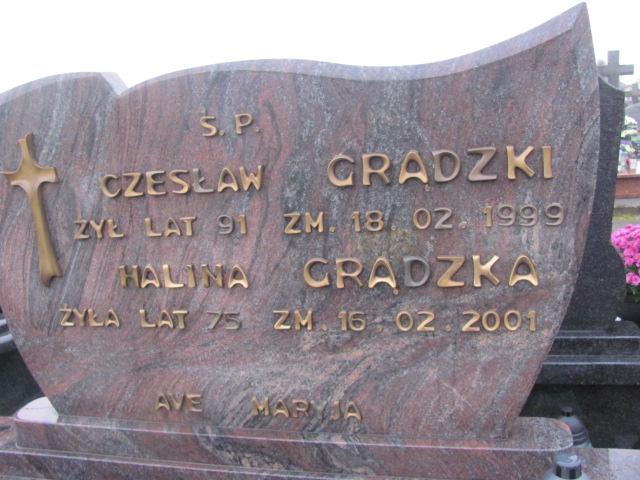 Ś.P.
CZESŁAW GRĄDZKI
ŻYŁ LAT 91 ZM. 18. 02. 1999
HALINA GRĄDZKA
ŻYŁA LAT 75 ZM. 16. 02. 2001
AVE MARYJA